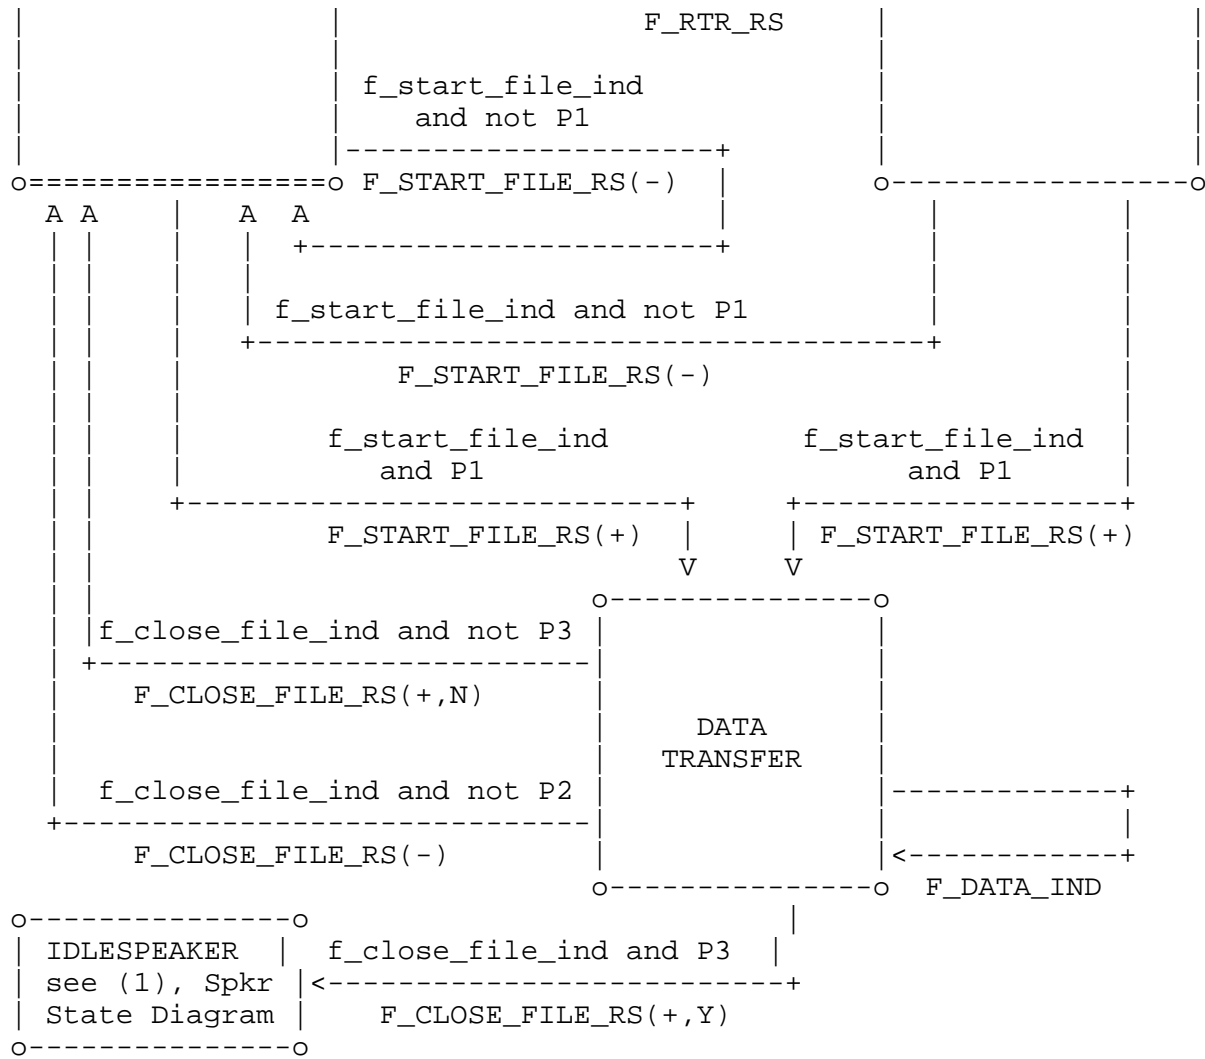 F_RTR_RS
f_start_file_ind
and not P1
F_START_FILE_RS(-)
A A A A
f_start_file_ind and not P1
F_START_FILE_RS(-)
f_start_file_ind f_start_file_ind
and P1 and P1
F_START_FILE_RS(+) F_START_FILE_RS(+)
V V
f_close_file_ind and not P3
F_CLOSE_FILE_RS(+,N)
DATA
TRANSFER
f_close_file_ind and not P2
F_CLOSE_FILE_RS(-)
F_DATA_IND
IDLESPEAKER f_close_file_ind and P3
see (1), Spkr
State Diagram F_CLOSE_FILE_RS(+,Y)